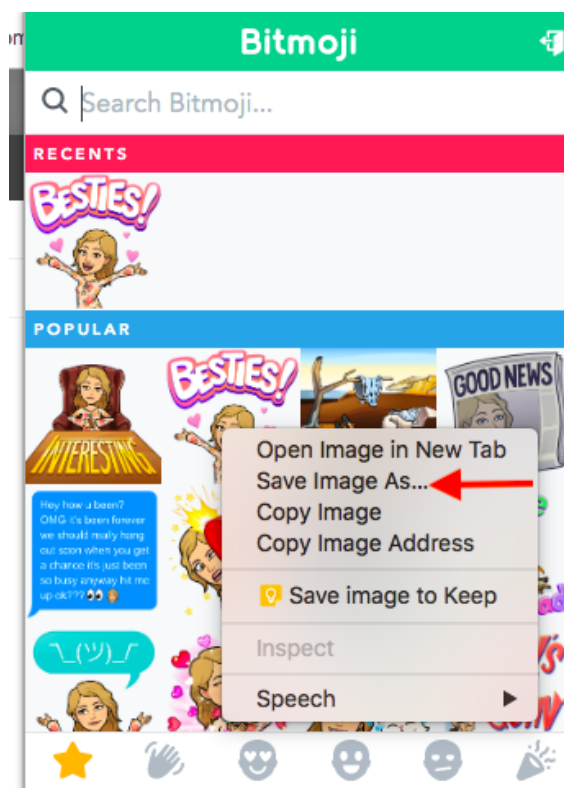 om
Bitmoji
Search Bitmoji...
RECENTS
BESTIES!
POPULAR
INTERESTING
BESTIES!
GOOD NEWS
Open Image in New Tab
Save Image As...
Copy Image
Copy Image Address
Save image to Keep
Inspect
Speech
Hey how u been?
OMG it's been forever
we should really hang
out soon when you get
a chance it's just been
so busy anyway hit me
up ok??? 👀
¯\_(ツ)_/¯